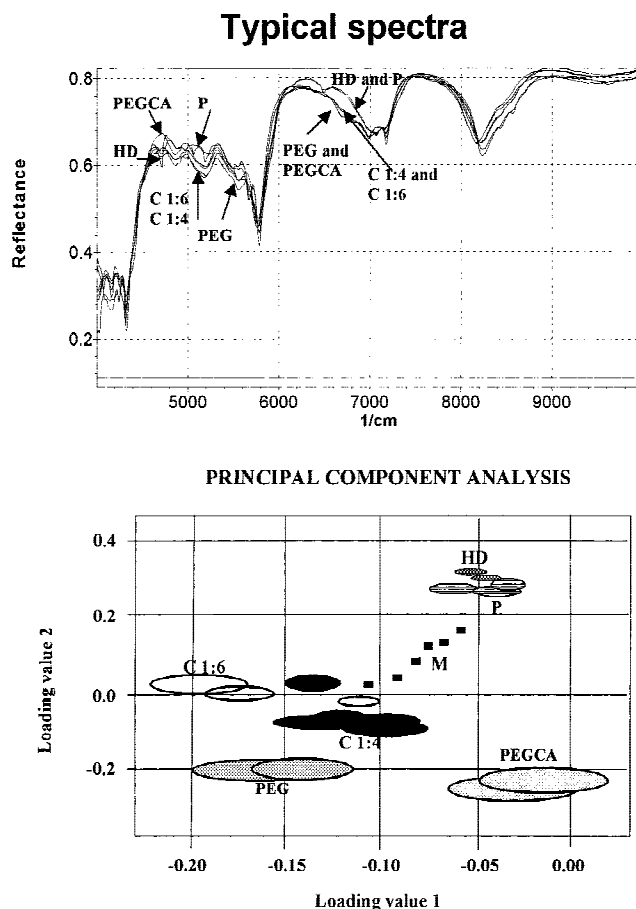 Typical spectra
0.8
HD and P
PEGCA
P
HD
0.6
PEG and
PEGCA
C 1:4 and
C 1:6
C 1:6
C 1:4
PEG
Reflectance
0.4
0.2
5000 6000 7000 8000 9000
1/cm
PRINCIPAL COMPONENT ANALYSIS
0.4
HD
P
0.2
M
C 1:6
0.0
C 1:4
Loading value 2
-0.2
PEG
PEGCA
-0.20 -0.15 -0.10 -0.05 0.00
Loading value 1